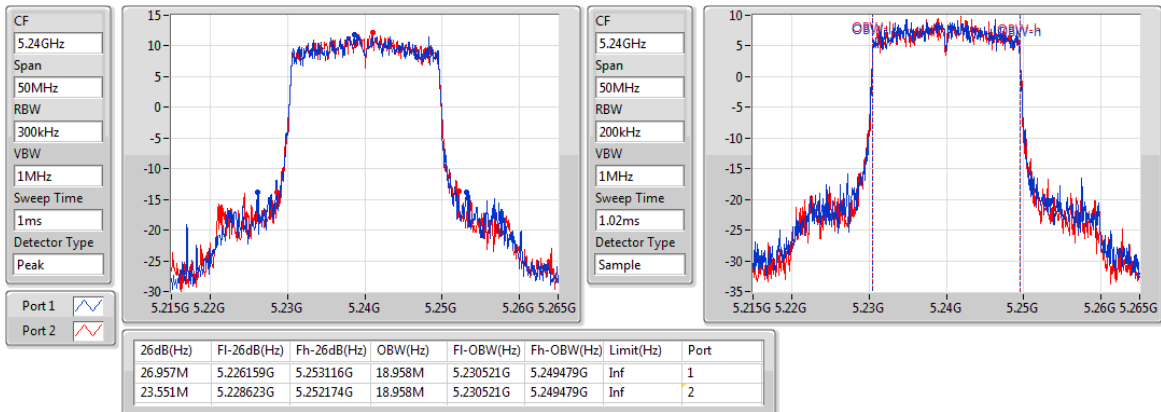 CF
5.24GHz
Span
50MHz
RBW
300kHz
VBW
1MHz
Sweep Time
1ms
Detector Type
Peak
Port 1
Port 2
15
10
5
0
-5
-10
-15
-20
-25
-30
5.215G 5.22G 5.23G 5.24G 5.25G 5.26G 5.265G
CF
5.24GHz
Span
50MHz
RBW
200kHz
VBW
1MHz
Sweep Time
1.02ms
Detector Type
Sample
10
5
0
-5
-10
-15
-20
-25
-30
-35
OBW-h
5.215G 5.22G 5.23G 5.24G 5.25G 5.26G 5.265G
26dB(Hz) Fl-26dB(Hz) Fh-26dB(Hz) OBW(Hz) Fl-OBW(Hz) Fh-OBW(Hz) Limit(Hz) Port
26.957M 5.226159G 5.253116G 18.958M 5.230521G 5.249479G Inf 1
23.551M 5.228623G 5.252174G 18.958M 5.230521G 5.249479G Inf 2